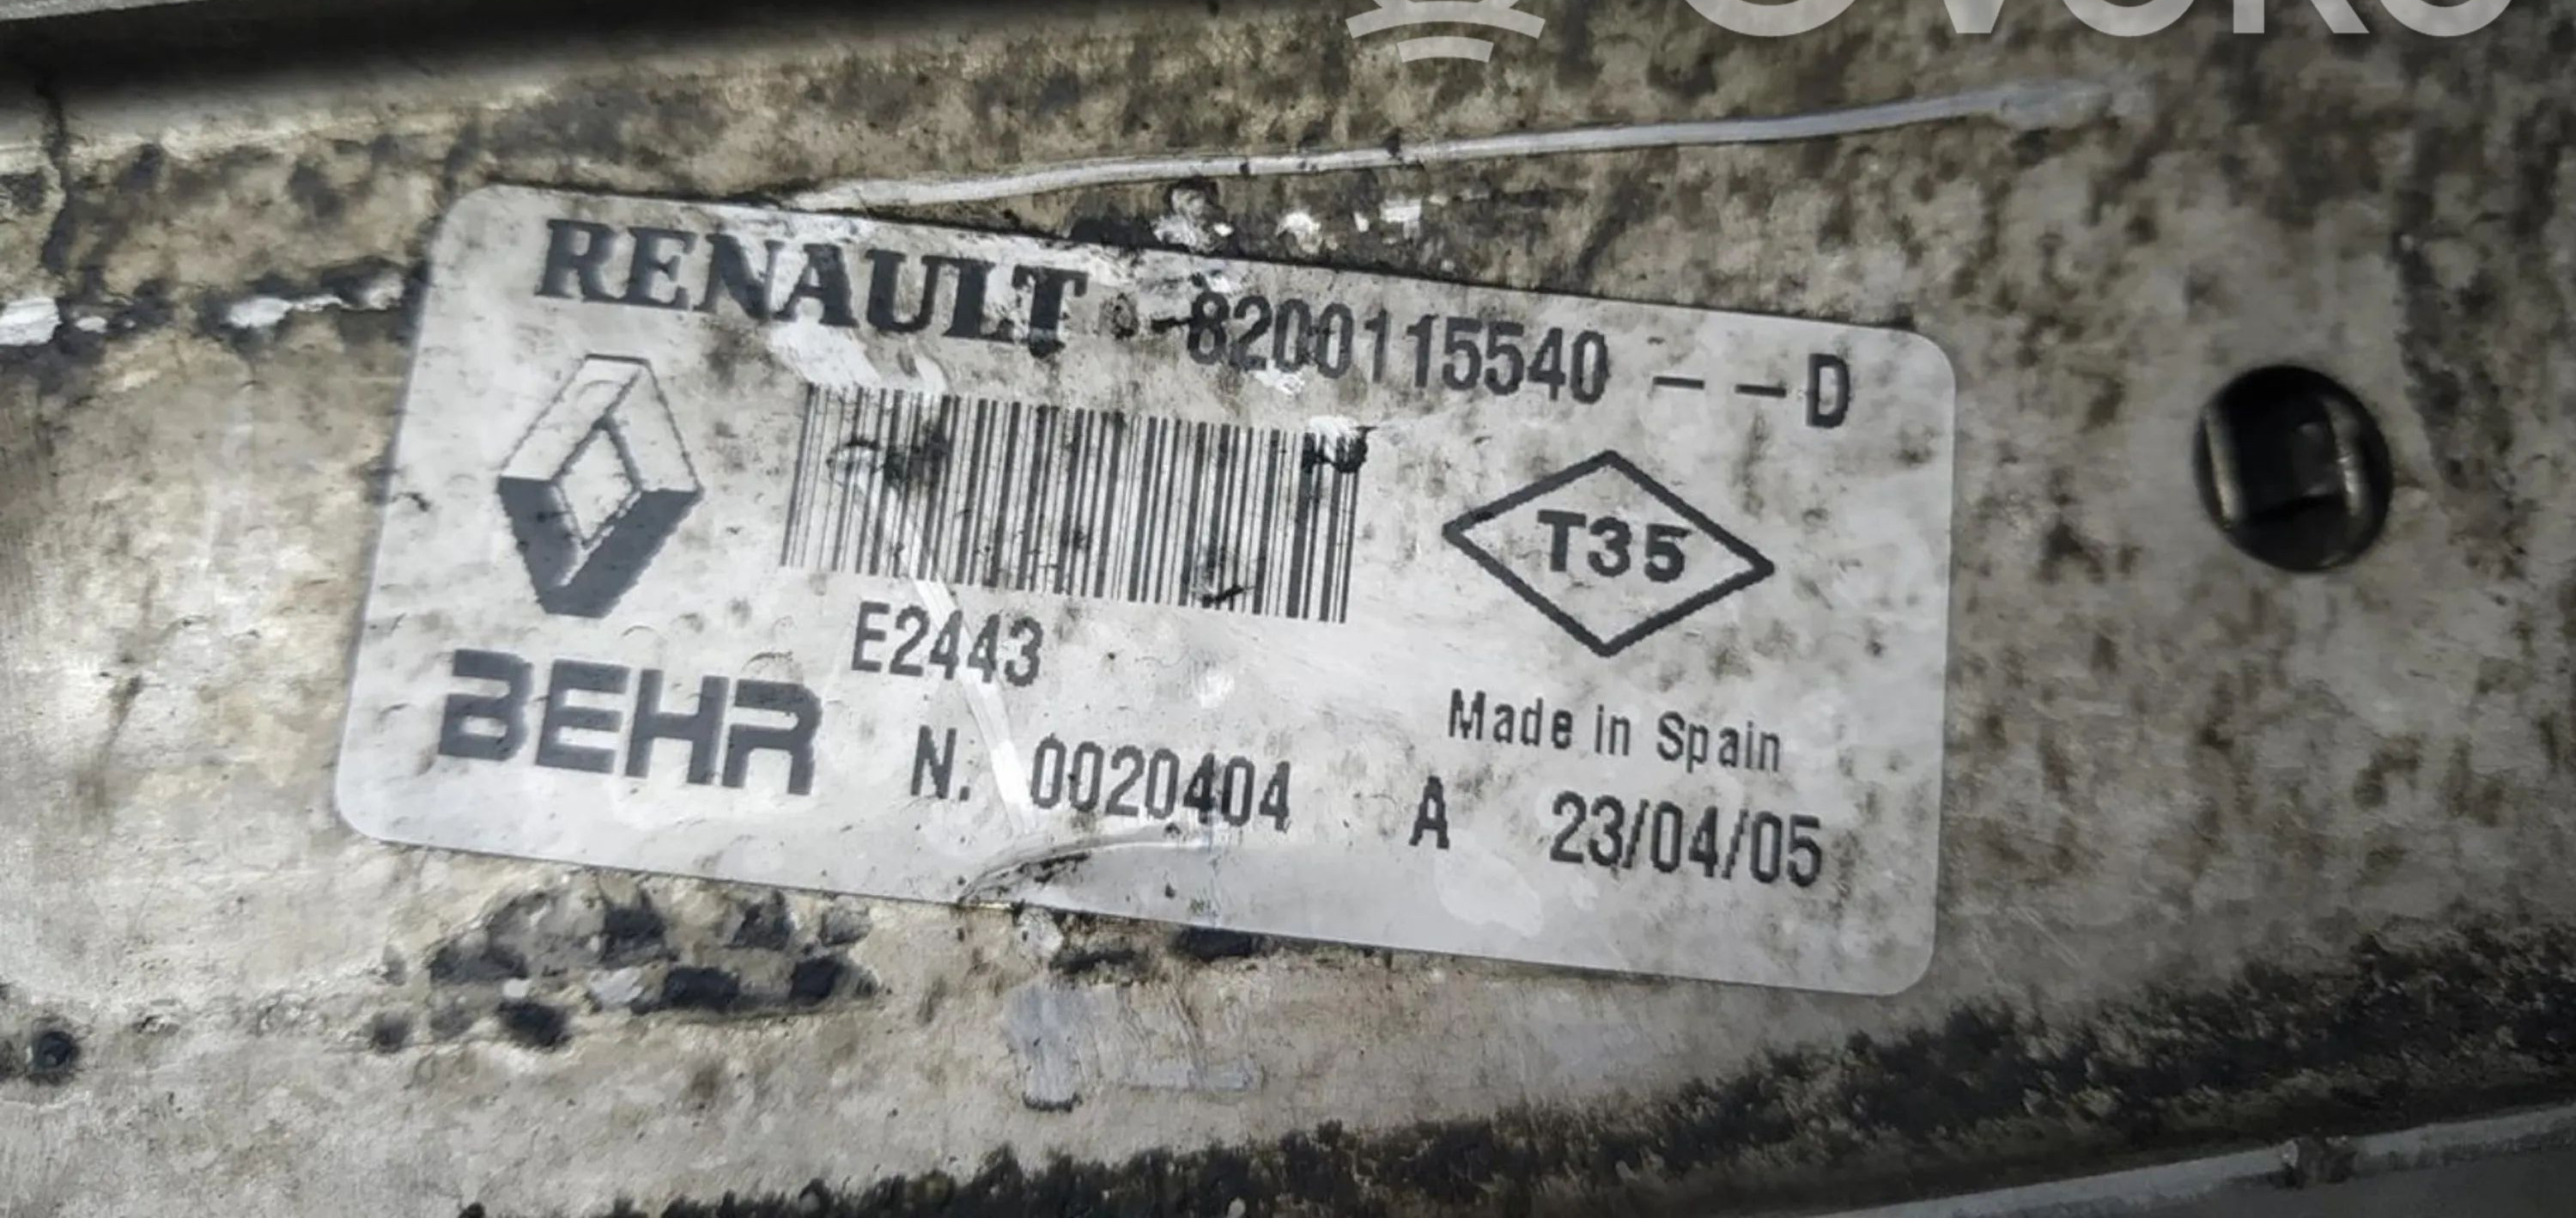 RENAULT 8200115540 -- D
T35
E2443
BEHR
Made in Spain
N. 0020404 A 23/04/05